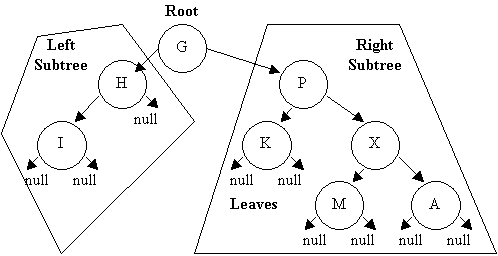 Root
Left
Subtree
G
Right
Subtree
H
P
null
I
K
X
null null
null null
Leaves
M
A
null null
null null